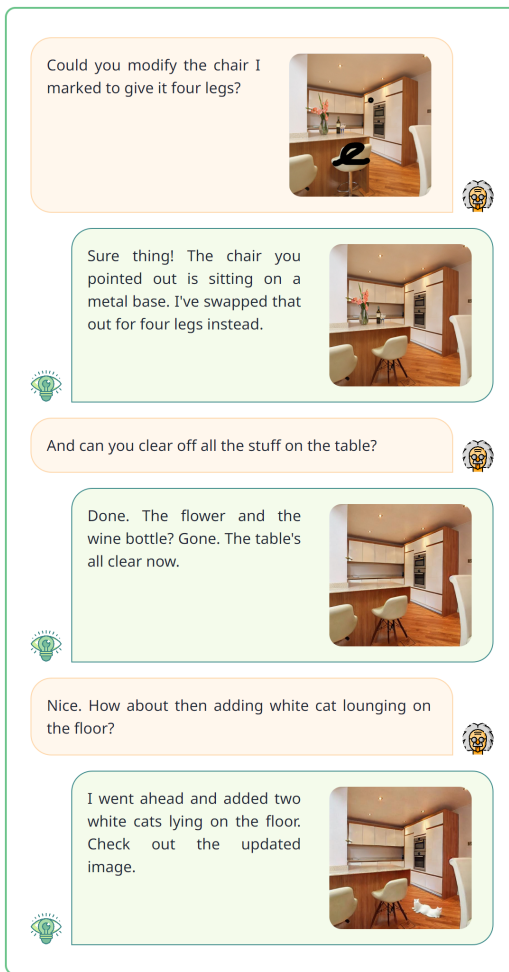 Could you modify the chair I
marked to give it four legs?
Sure thing! The chair you
pointed out is sitting on a
metal base. I've swapped that
out for four legs instead.
And can you clear off all the stuff on the table?
Done. The flower and the
wine bottle? Gone. The table's
all clear now.
Nice. How about then adding white cat lounging on
the floor?
I went ahead and added two
white cats lying on the floor.
Check out the updated
image.